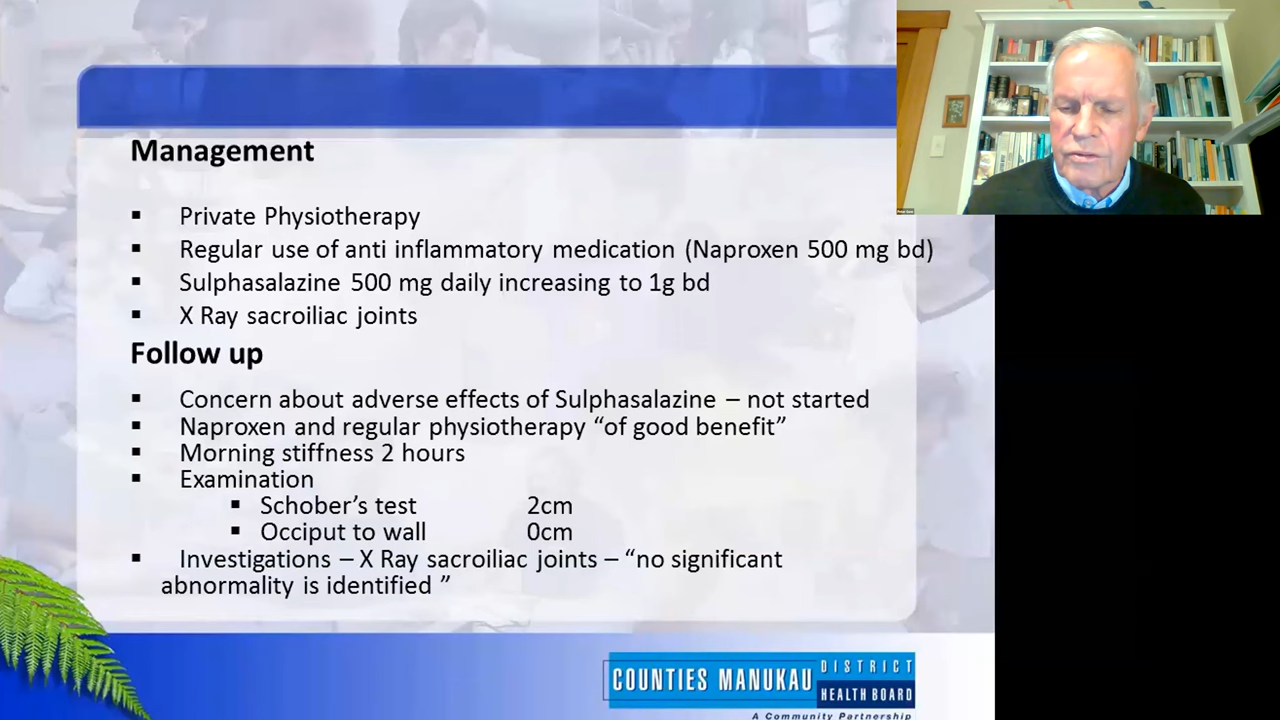 Management
▪ Private Physiotherapy
▪ Regular use of anti inflammatory medication (Naproxen 500 mg bd)
▪ Sulphasalazine 500 mg daily increasing to 1g bd
▪ X Ray sacroiliac joints
Follow up
▪ Concern about adverse effects of Sulphasalazine – not started
▪ Naproxen and regular physiotherapy “of good benefit”
▪ Morning stiffness 2 hours
▪ Examination
▪ Schober’s test 2cm
▪ Occiput to wall 0cm
▪ Investigations – X Ray sacroiliac joints – “no significant
abnormality is identified ”
COUNTIES MANUKAU DISTRICT
HEALTH BOARD
A Community Partnership